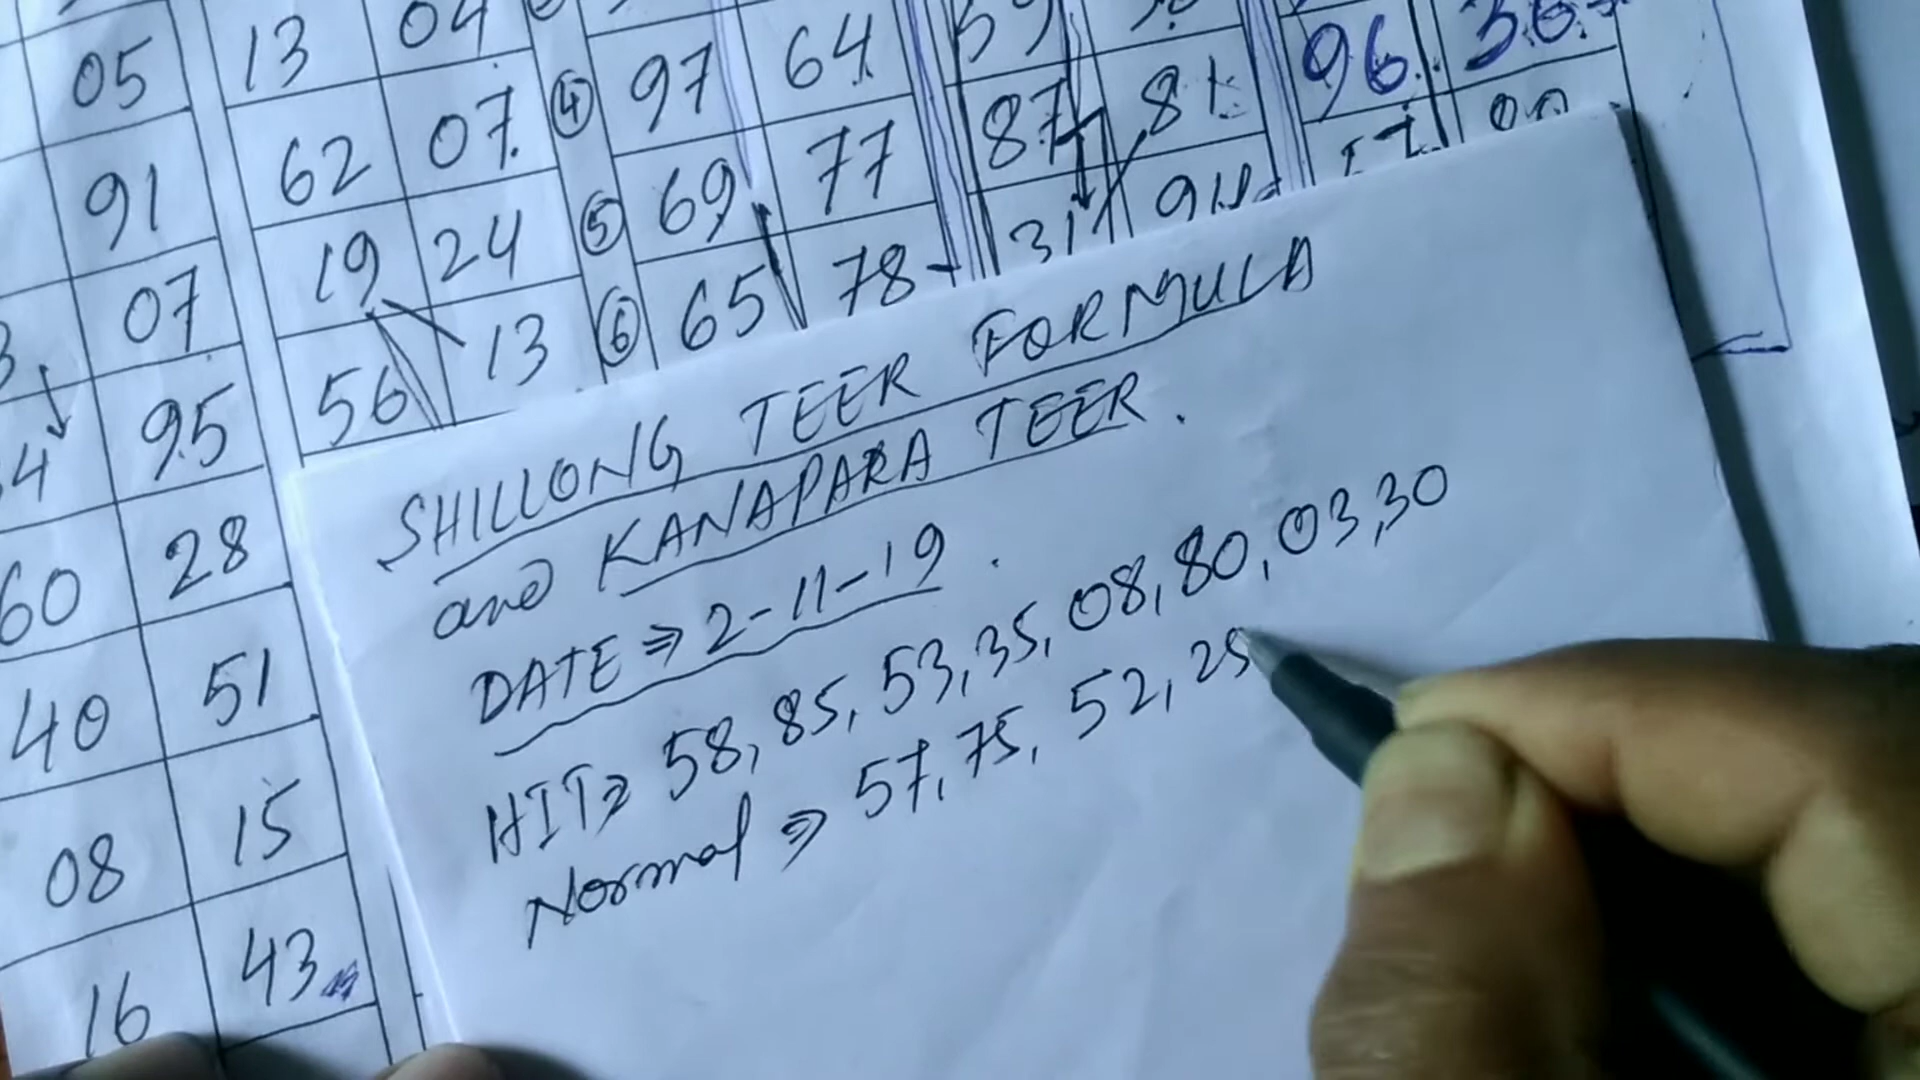 05 13 04
④ 97 64 59 96 36
91 62 07 87 81
⑤ 69 77 94
07 19 24 31
⑥ 65 78
95 56 13
4
60 28
40 51
08 15
16 43
SHILLONG TEER FORMULA
and KANAPARA TEER.
DATE ⇒ 2-11-19.
HIT⇒ 58, 85, 53, 35, 08, 80, 03, 30
Normal ⇒ 57, 75, 52, 25